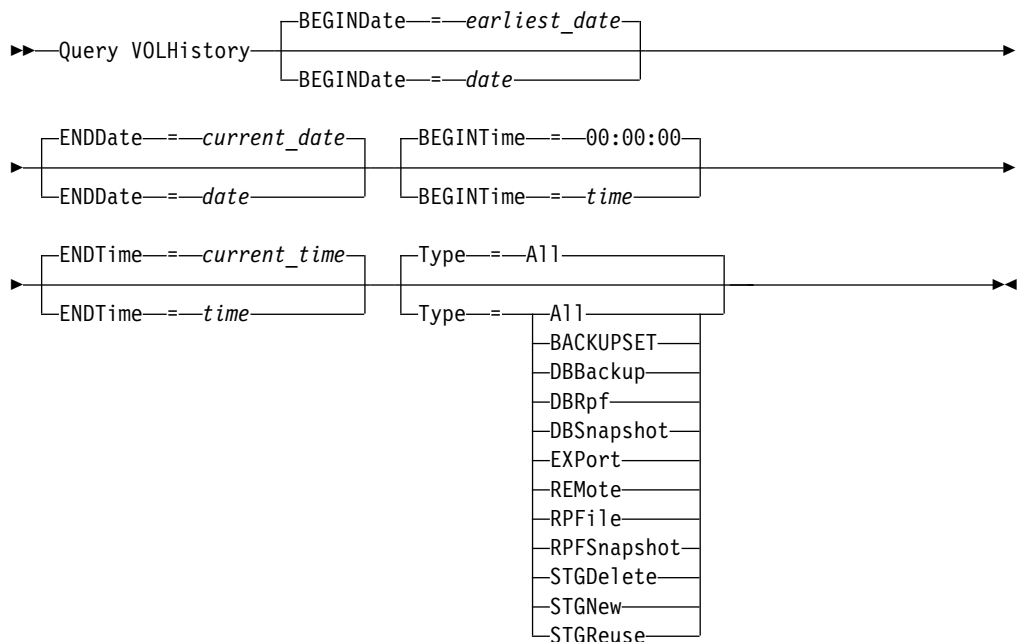 BEGINDate = earliest_date
Query VOLHistory
BEGINDate = date
ENDDate = current_date BEGINTime = 00:00:00
ENDDate = date BEGINTime = time
ENDTime = current_time Type = All
ENDTime = time Type = All
BACKUPSET
DBBackup
DBRpf
DBSnapshot
EXPort
REMote
RPFile
RPFSnapshot
STGDelete
STGNew
STGReuse